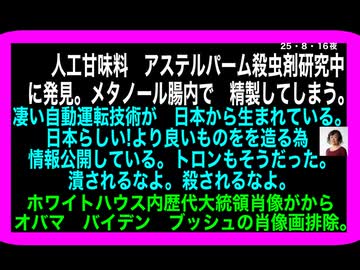 25・8・16夜
人工甘味料　アステルパーム殺虫剤研究中
に発見。メタノール腸内で　精製してしまう。
凄い自動運転技術が　日本から生まれている。
日本らしい!より良いものをを造る為
情報公開している。トロンもそうだった。
潰されるなよ。殺されるなよ。
ホワイトハウス内歴代大統領肖像がから
オバマ　バイデン　ブッシュの肖像画排除。